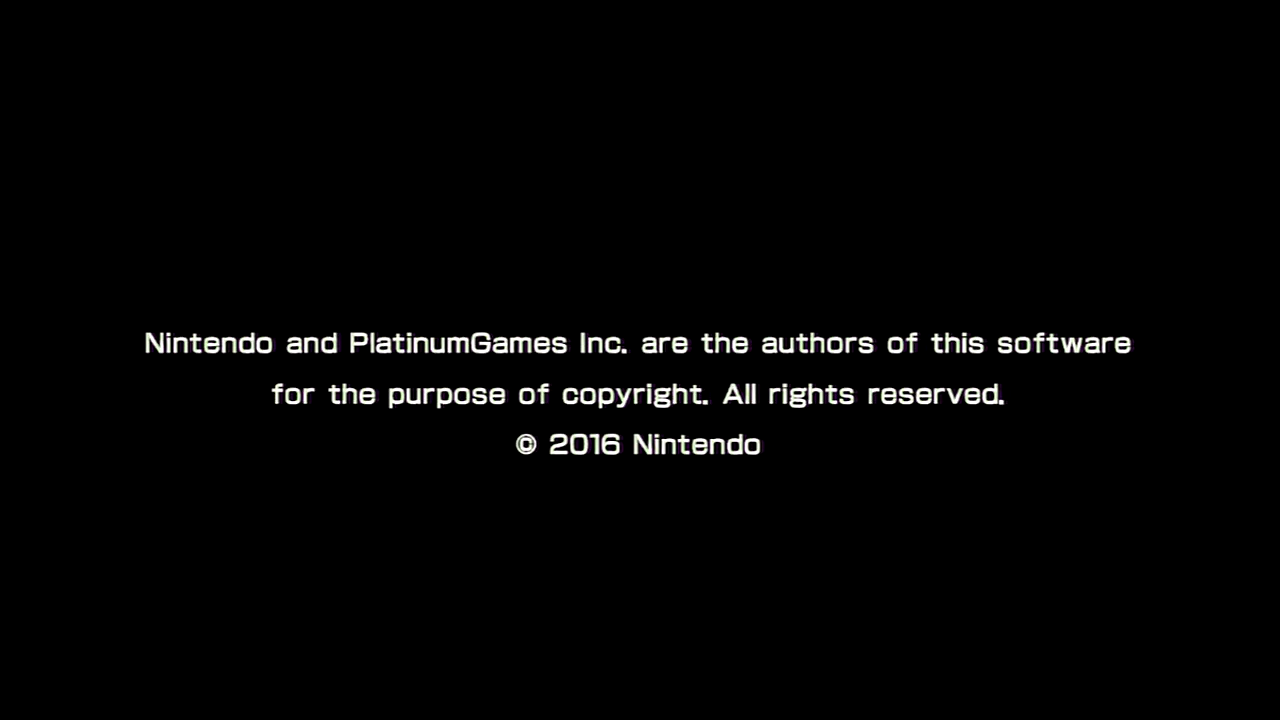 Nintendo and PlatinumGames Inc. are the authors of this software
for the purpose of copyright. All rights reserved.
© 2016 Nintendo